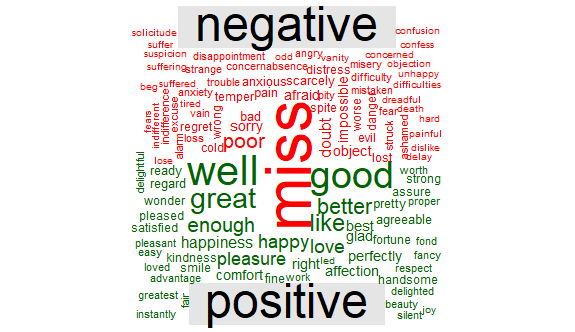 negative
solicitude
confusion
suffer
confess
suspicion
disappointment
odd
angry
vanity
concerned
suffering
strange
concern
absence
distress
misery
objection
unhappy
beg
suffered
trouble
anxious
scarcely
difficulty
difficulties
anxiety
temper
pain
afraid
pity
impossible
mistaken
tired
excuse
vain
wrong
bad
miss
spite
worse
danger
dreadful
death
fears
indifferent
indifference
regret
sorry
doubt
fear
hard
alarm
loss
poor
evil
struck
ashamed
painful
cold
object
lost
dislike
delay
lose
delightful
ready
well
good
worth
regard
strong
wonder
great
better
pretty
proper
assure
pleased
enough
like
best
agreeable
satisfied
pleasant
happiness
happy
love
glad
fortune
fond
easy
kindness
pleasure
right
led
perfectly
fancy
loved
smile
comfort
fine
work
affection
respect
advantage
handsome
greatest
fair
delighted
instantly
beauty
joy
silent
positive